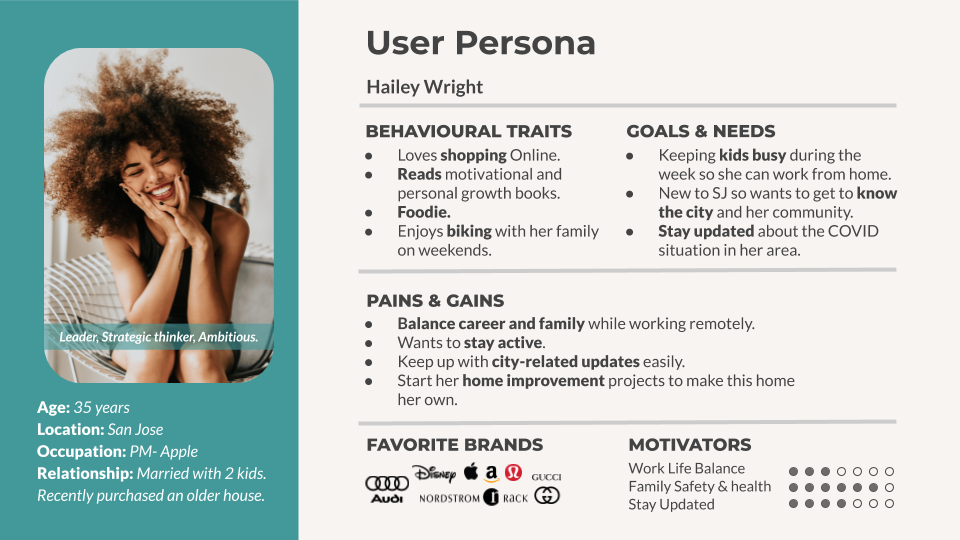 User Persona
Hailey Wright
Leader, Strategic thinker, Ambitious.
Age: 35 years
Location: San Jose
Occupation: PM- Apple
Relationship: Married with 2 kids.
Recently purchased an older house.
BEHAVIOURAL TRAITS
● Loves shopping Online.
● Reads motivational and
personal growth books.
● Foodie.
● Enjoys biking with her family
on weekends.
GOALS & NEEDS
● Keeping kids busy during the
week so she can work from home.
● New to SJ so wants to get to know
the city and her community.
● Stay updated about the COVID
situation in her area.
PAINS & GAINS
● Balance career and family while working remotely.
● Wants to stay active.
● Keep up with city-related updates easily.
● Start her home improvement projects to make this home
her own.
FAVORITE BRANDS
Audi
Disney
a
GUCCI
NORDSTROM rack
MOTIVATORS
Work Life Balance
Family Safety & health
Stay Updated